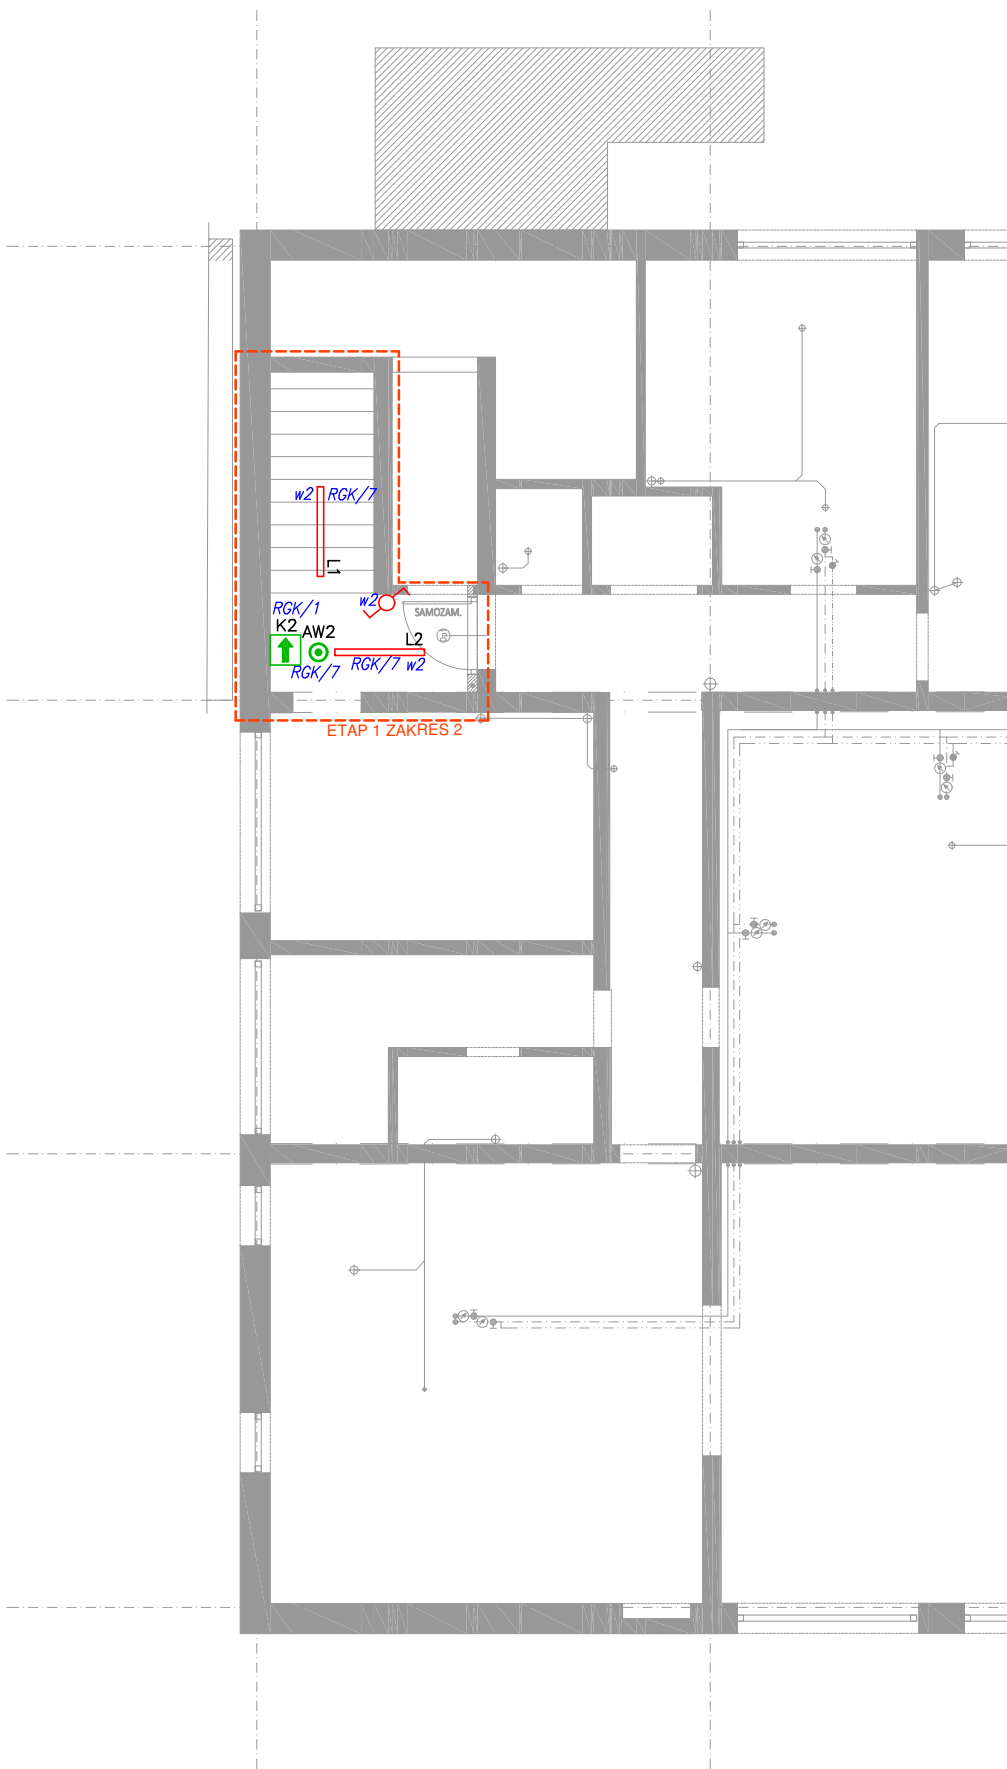 w2 RGK/7
L1
w2
RGK/1
SAMOZAM.
K2 AW2
L2
RGK/7 w2
RGK/7
ETAP 1 ZAKRES 2